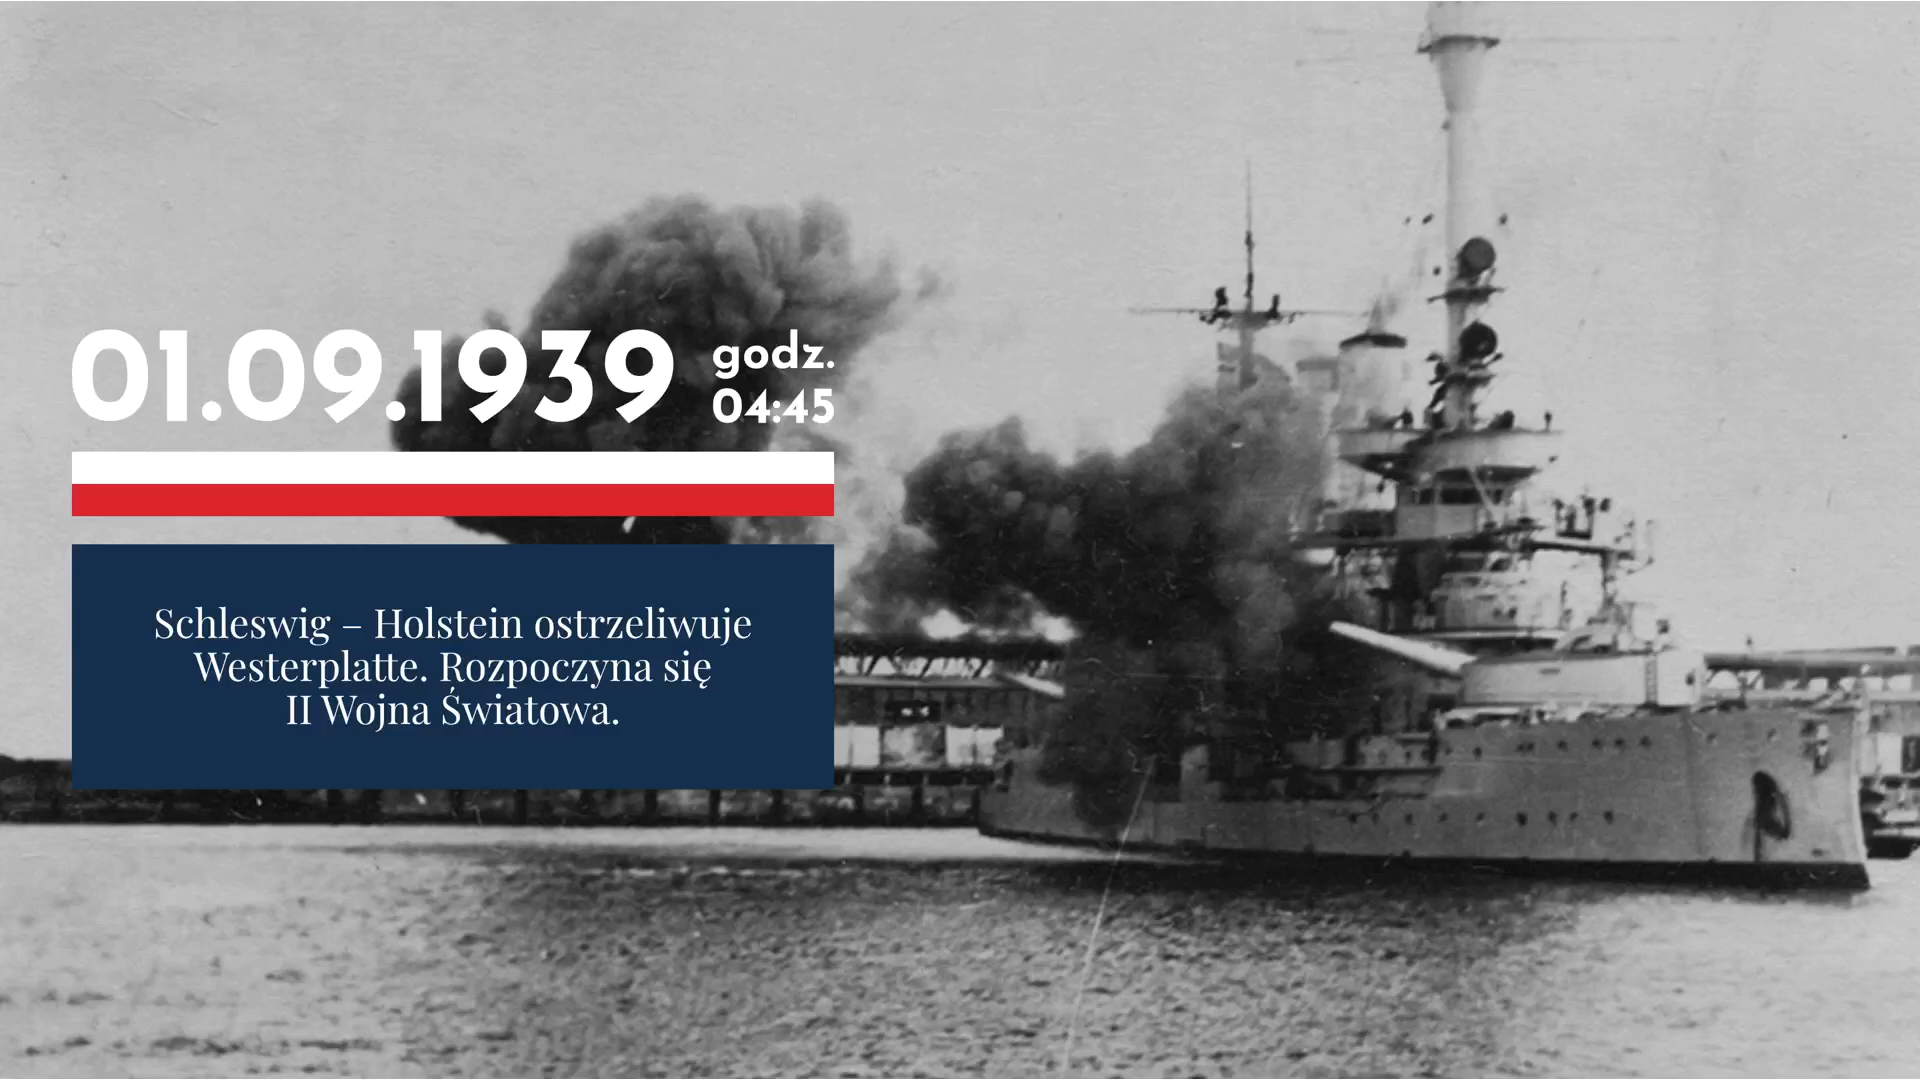 01.09.1939
godz.
04:45
Schleswig – Holstein ostrzeliwuje
Westerplatte. Rozpoczyna się
II Wojna Światowa.